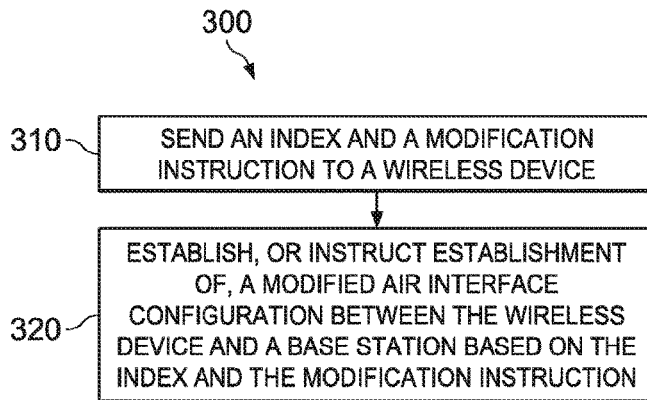 300
310
SEND AN INDEX AND A MODIFICATION
INSTRUCTION TO A WIRELESS DEVICE
320
ESTABLISH, OR INSTRUCT ESTABLISHMENT
OF, A MODIFIED AIR INTERFACE
CONFIGURATION BETWEEN THE WIRELESS
DEVICE AND A BASE STATION BASED ON THE
INDEX AND THE MODIFICATION INSTRUCTION